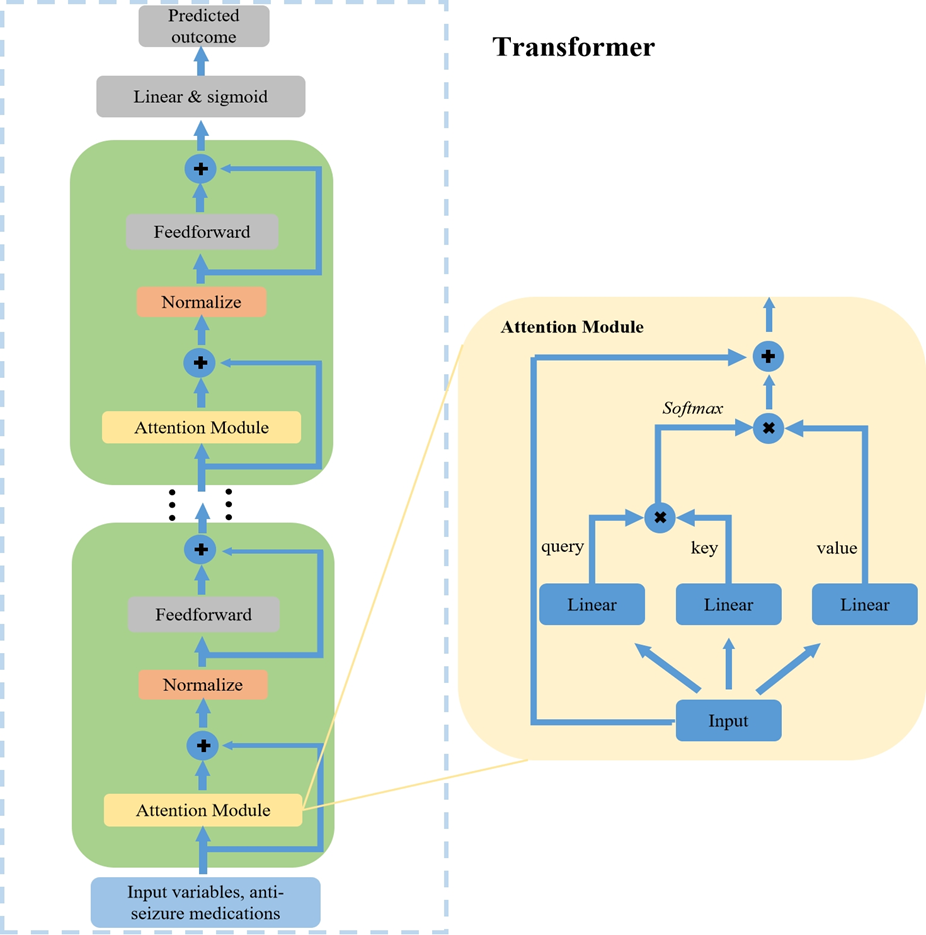 Transformer
Predicted
outcome
Linear & sigmoid
Feedforward
Normalize
Attention Module
Feedforward
Normalize
Attention Module
Input variables, anti-
seizure medications
Attention Module
Softmax
query
key
value
Linear
Linear
Linear
Input